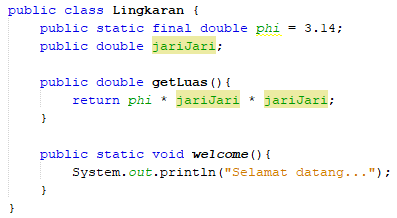 public class Lingkaran {
    public static final double phi = 3.14;
    public double jariJari;
    public double getLuas(){
        return phi * jariJari * jariJari;
    }
    public static void welcome(){
        System.out.println("Selamat datang...");
    }
}